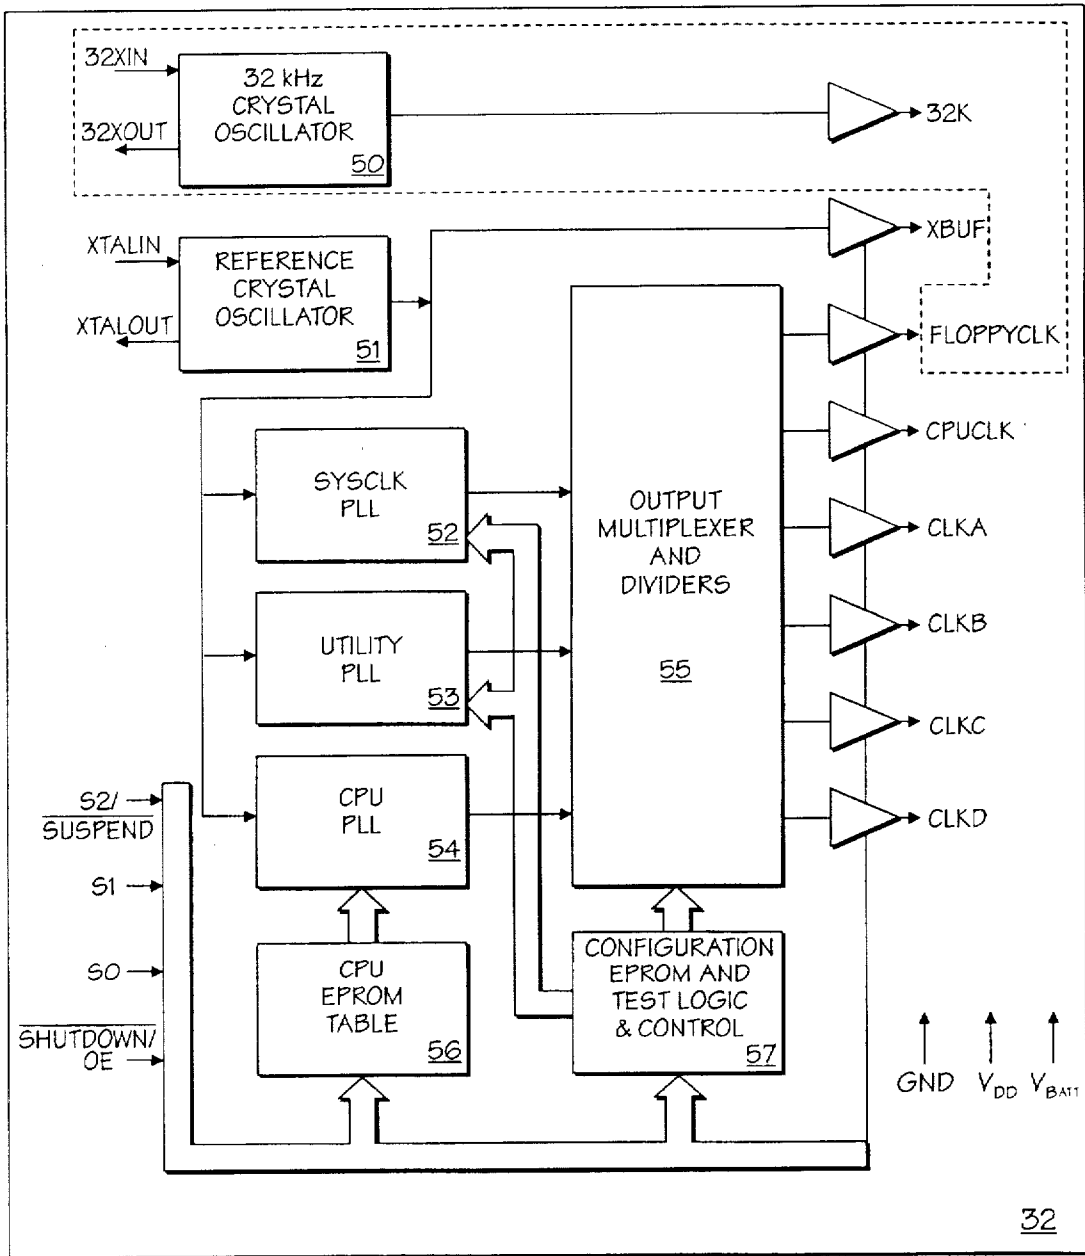 32XIN
32XOUT
32 kHz
CRYSTAL
OSCILLATOR
50
32K
XTALIN
XTALOUT
REFERENCE
CRYSTAL
OSCILLATOR
51
XBUF
FLOPPYCLK
CPUCLK
CLKA
CLKB
CLKC
CLKD
SYSCLK
PLL
52
UTILITY
PLL
53
CPU
PLL
54
OUTPUT
MULTIPLEXER
AND
DIVIDERS
55
S2/
SUSPEND
S1
S0
SHUTDOWN/
OE
CPU
EPROM
TABLE
56
CONFIGURATION
EPROM AND
TEST LOGIC
& CONTROL
57
GND
VDD
VBATT
32